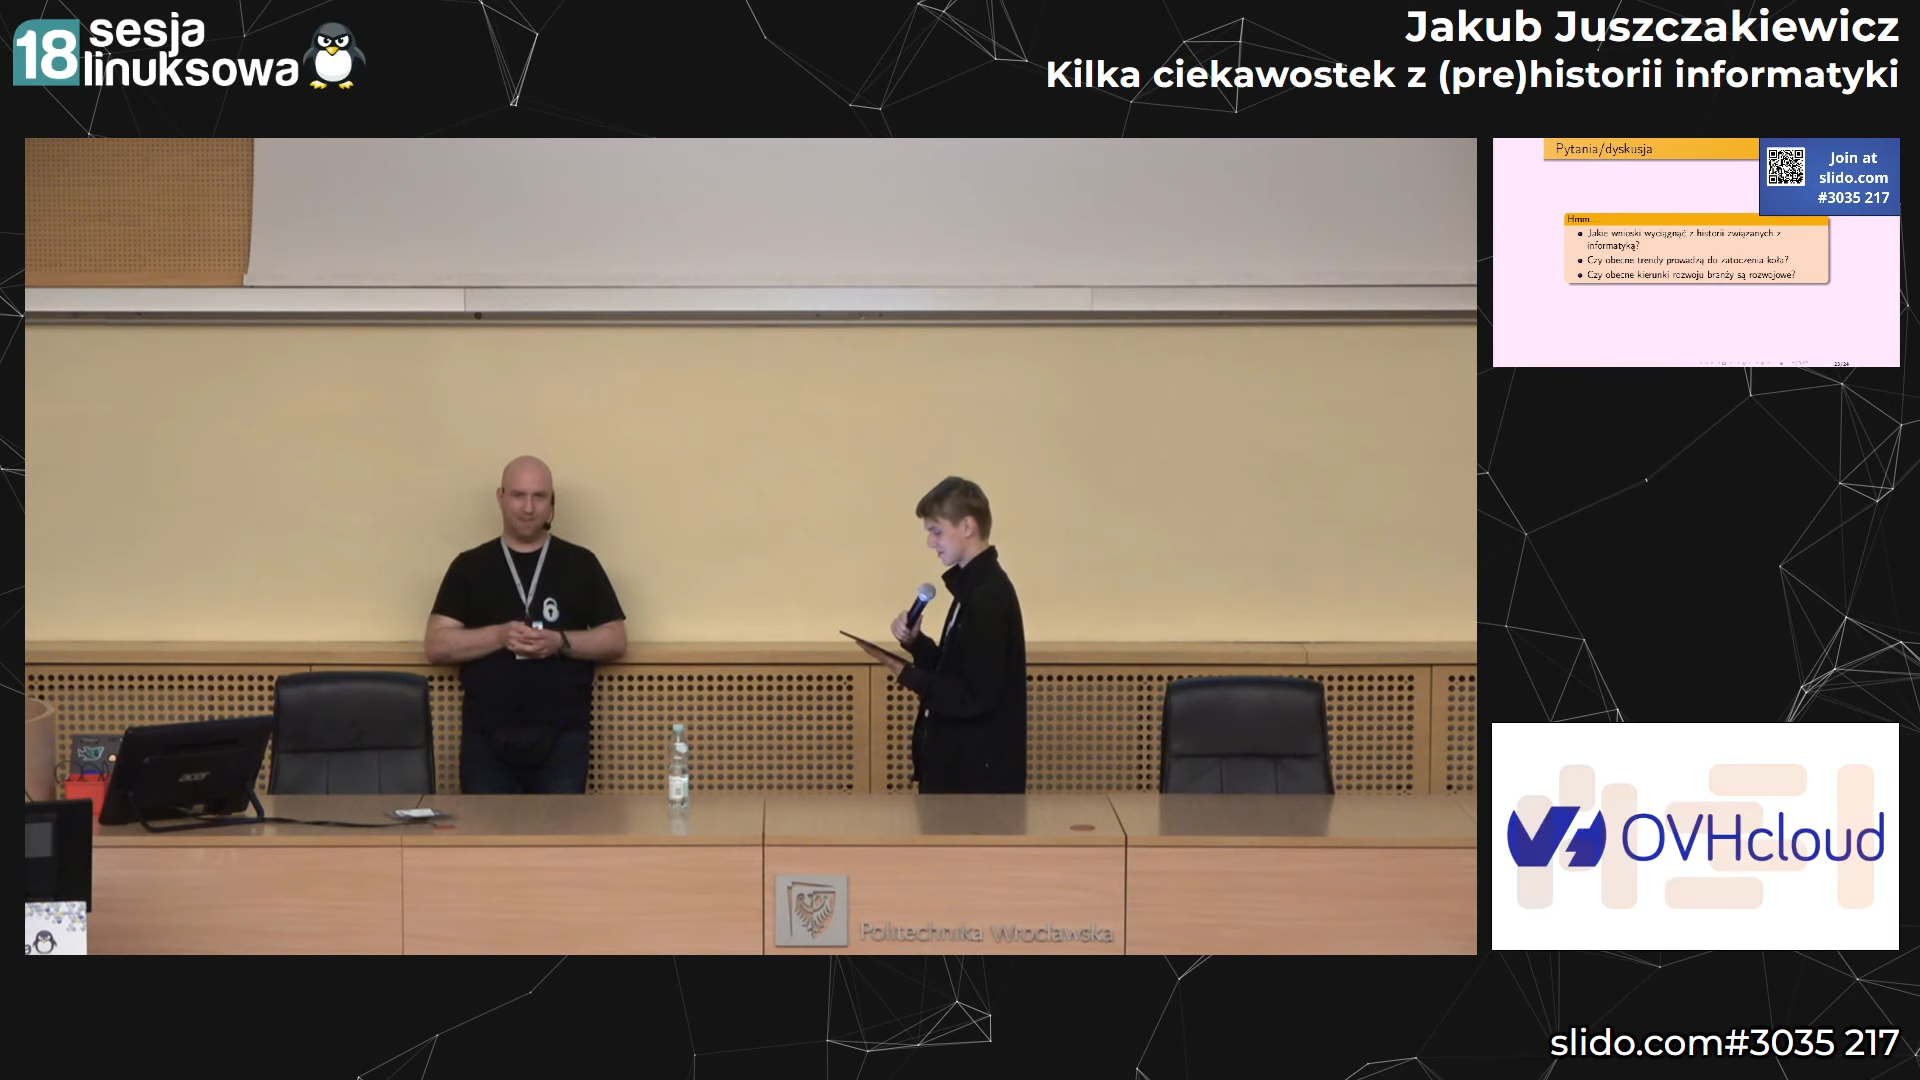 18 sesja
linuksowa
Jakub Juszczakiewicz
Kilka ciekawostek z (pre)historii informatyki
Pytania/dyskusja
Join at
slido.com
#3035 217
Hmm...
Jakie wnioski wyciągnąć z historii związanych z
informatyką?
Czy obecne trendy prowadzą do zatoczenia koła?
Czy obecne kierunki rozwoju branży są rozwojowe?
23/24
acer
Politechnika Wrocławska
OVHcloud
slido.com#3035 217